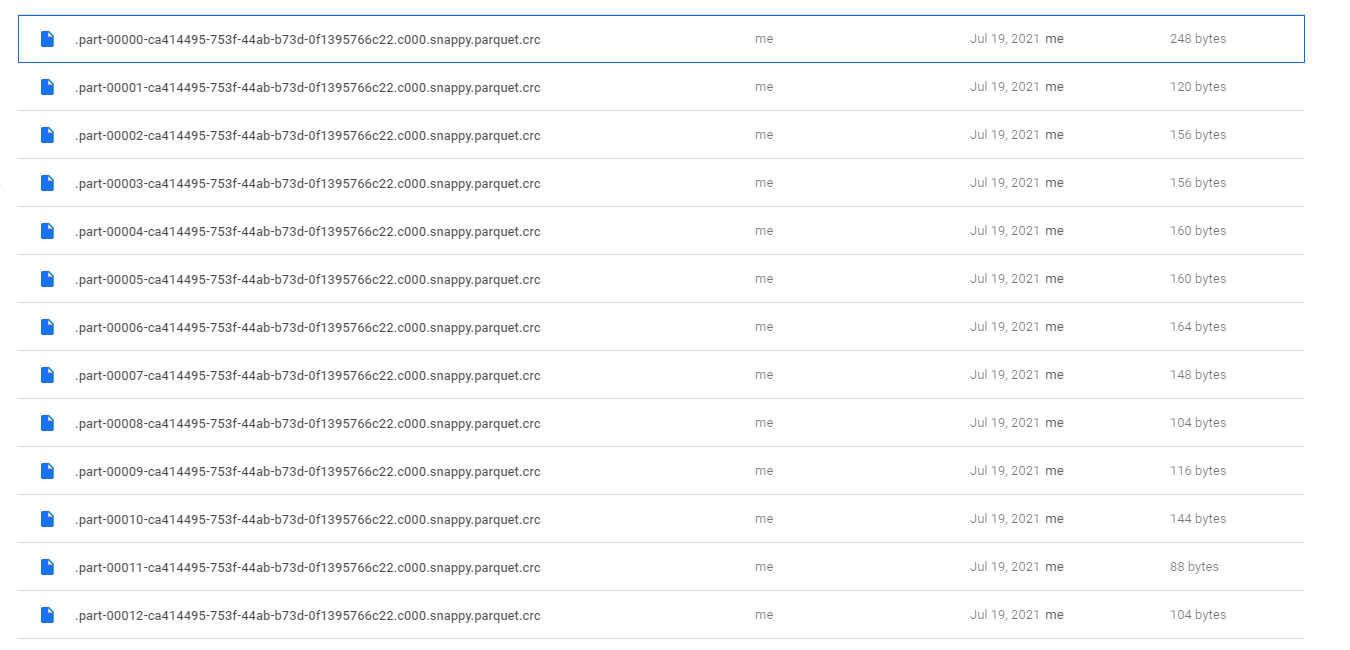 .part-00000-ca414495-753f-44ab-b73d-0f1395766c22.c000.snappy.parquet.crc me Jul 19, 2021 me 248 bytes
.part-00001-ca414495-753f-44ab-b73d-0f1395766c22.c000.snappy.parquet.crc me Jul 19, 2021 me 120 bytes
.part-00002-ca414495-753f-44ab-b73d-0f1395766c22.c000.snappy.parquet.crc me Jul 19, 2021 me 156 bytes
.part-00003-ca414495-753f-44ab-b73d-0f1395766c22.c000.snappy.parquet.crc me Jul 19, 2021 me 156 bytes
.part-00004-ca414495-753f-44ab-b73d-0f1395766c22.c000.snappy.parquet.crc me Jul 19, 2021 me 160 bytes
.part-00005-ca414495-753f-44ab-b73d-0f1395766c22.c000.snappy.parquet.crc me Jul 19, 2021 me 160 bytes
.part-00006-ca414495-753f-44ab-b73d-0f1395766c22.c000.snappy.parquet.crc me Jul 19, 2021 me 164 bytes
.part-00007-ca414495-753f-44ab-b73d-0f1395766c22.c000.snappy.parquet.crc me Jul 19, 2021 me 148 bytes
.part-00008-ca414495-753f-44ab-b73d-0f1395766c22.c000.snappy.parquet.crc me Jul 19, 2021 me 104 bytes
.part-00009-ca414495-753f-44ab-b73d-0f1395766c22.c000.snappy.parquet.crc me Jul 19, 2021 me 116 bytes
.part-00010-ca414495-753f-44ab-b73d-0f1395766c22.c000.snappy.parquet.crc me Jul 19, 2021 me 144 bytes
.part-00011-ca414495-753f-44ab-b73d-0f1395766c22.c000.snappy.parquet.crc me Jul 19, 2021 me 88 bytes
.part-00012-ca414495-753f-44ab-b73d-0f1395766c22.c000.snappy.parquet.crc me Jul 19, 2021 me 104 bytes